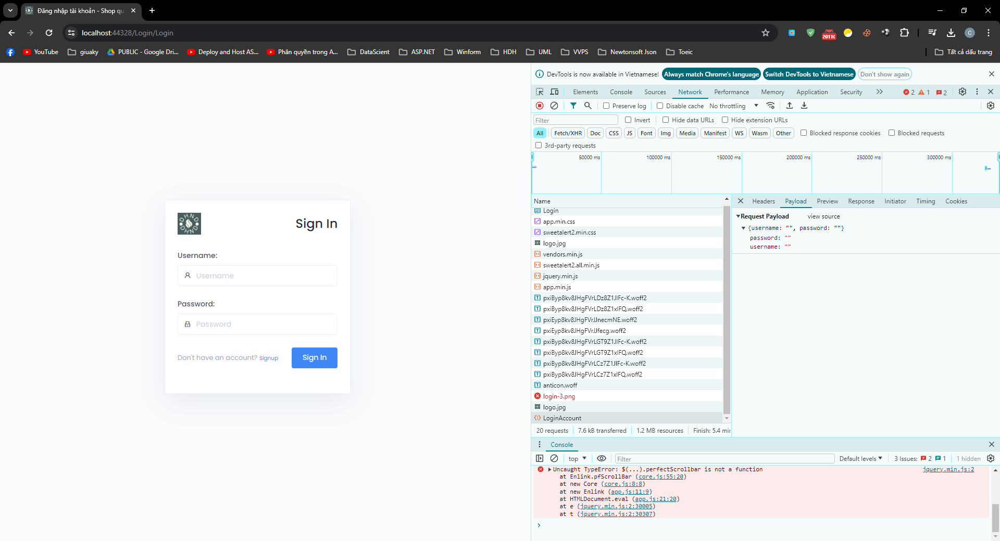 Đăng nhập tài khoản - Shop qu
localhost:44328/Login/Login
20110
C
YouTube
giuaky
PUBLIC - Google Dri...
Deploy and Host AS...
Phân quyền trong A...
DataScient
ASP.NET
Winform
HDH
UML
VVPS
Newtonsoft Json
Toeic
Tất cả dấu trang
DevTools is now available in Vietnamese!
Always match Chrome's language
Switch DevTools to Vietnamese
Don't show again
Elements
Console
Sources
Network
Performance
Memory
Application
Security
2
1
2
Preserve log
Disable cache
No throttling
Filter
Invert
Hide data URLs
Hide extension URLs
All
Fetch/XHR
Doc
CSS
JS
Font
Img
Media
Manifest
WS
Wasm
Other
Blocked response cookies
Blocked requests
3rd-party requests
50000 ms
100000 ms
150000 ms
200000 ms
250000 ms
300000 ms
Name
Login
app.min.css
sweetalert2.min.css
logo.jpg
vendors.min.js
sweetalert2.all.min.js
jquery.min.js
app.min.js
pxiByp8kv8JHgFVrLDz8Z1JlFc-K.woff2
pxiByp8kv8JHgFVrLDz8Z1xlFQ.woff2
pxiEyp8kv8JHgFVrJJnecmNE.woff2
pxiEyp8kv8JHgFVrJJfecg.woff2
pxiByp8kv8JHgFVrLGT9Z1JlFc-K.woff2
pxiByp8kv8JHgFVrLGT9Z1xlFQ.woff2
pxiByp8kv8JHgFVrLCz7Z1JlFc-K.woff2
pxiByp8kv8JHgFVrLCz7Z1xlFQ.woff2
anticon.woff
login-3.png
logo.jpg
LoginAccount
20 requests
7.6 kB transferred
1.2 MB resources
Finish: 5.4 mi
Headers
Payload
Preview
Response
Initiator
Timing
Cookies
Request Payload
view source
{username: "", password: ""}
password: ""
username: ""
Console
top
Filter
Default levels
3 Issues:
2
1
1 hidden
Uncaught TypeError: $(...).perfectScrollbar is not a function
jquery.min.js:2
at Enlink.pfScrollBar (core.js:55:20)
at new Core (core.js:8:8)
at new Enlink (app.js:11:9)
at HTMLDocument.eval (app.js:21:20)
at e (jquery.min.js:2:30005)
at t (jquery.min.js:2:30307)
DHND
DHND
Sign In
Username:
Username
Password:
Password
Don't have an account? Signup
Sign In